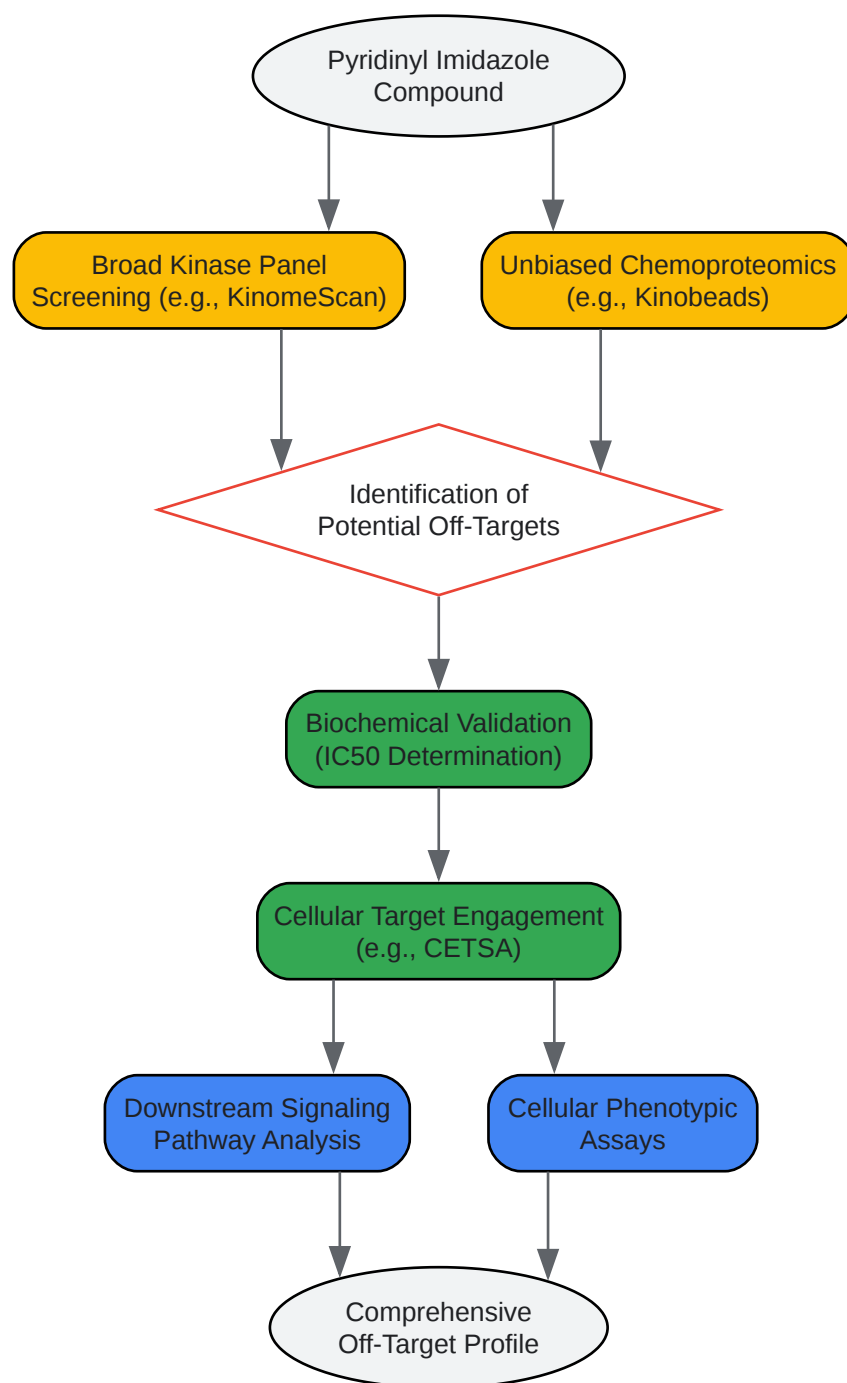 Pyridinyl Imidazole
Compound
Broad Kinase Panel
Screening (e.g., KinomeScan)
Unbiased Chemoproteomics
(e.g., Kinobeads)
Identification of
Potential Off-Targets
Biochemical Validation
(IC50 Determination)
Cellular Target Engagement
(e.g., CETSA)
Downstream Signaling
Pathway Analysis
Cellular Phenotypic
Assays
Comprehensive
Off-Target Profile